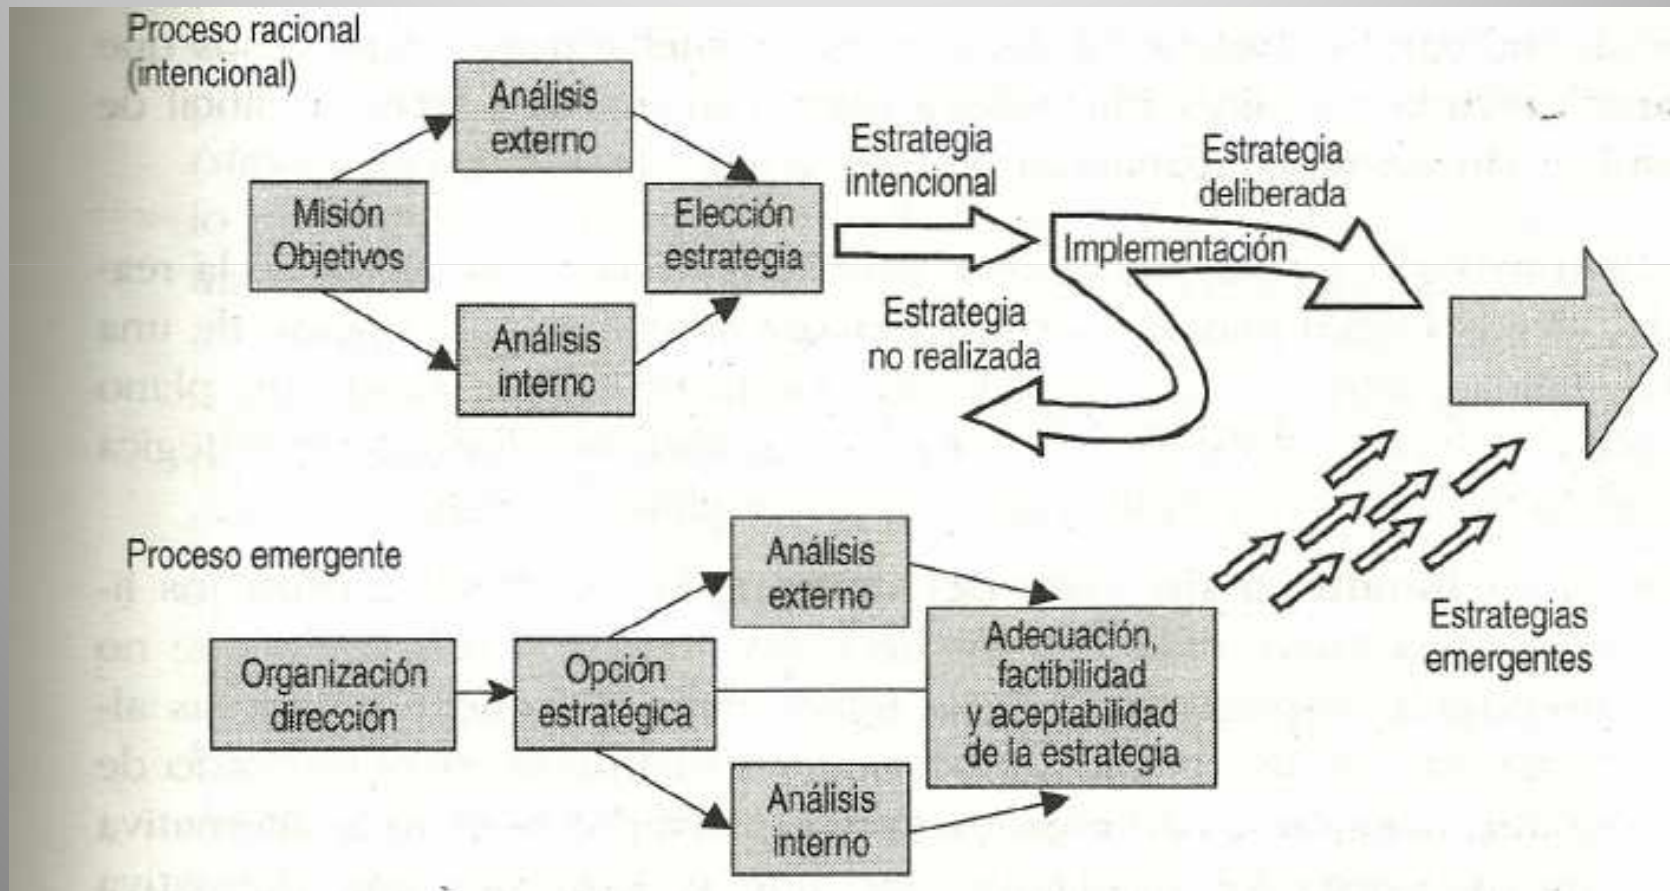 Proceso racional
(intencional)
Análisis
externo
Misión
Objetivos
Elección
estrategia
Análisis
interno
Estrategia
intencional
Implementación
Estrategia
deliberada
Estrategia
no realizada
Proceso emergente
Organización
dirección
Opción
estratégica
Análisis
externo
Análisis
interno
Adecuación,
factibilidad
y aceptabilidad
de la estrategia
Estrategias
emergentes